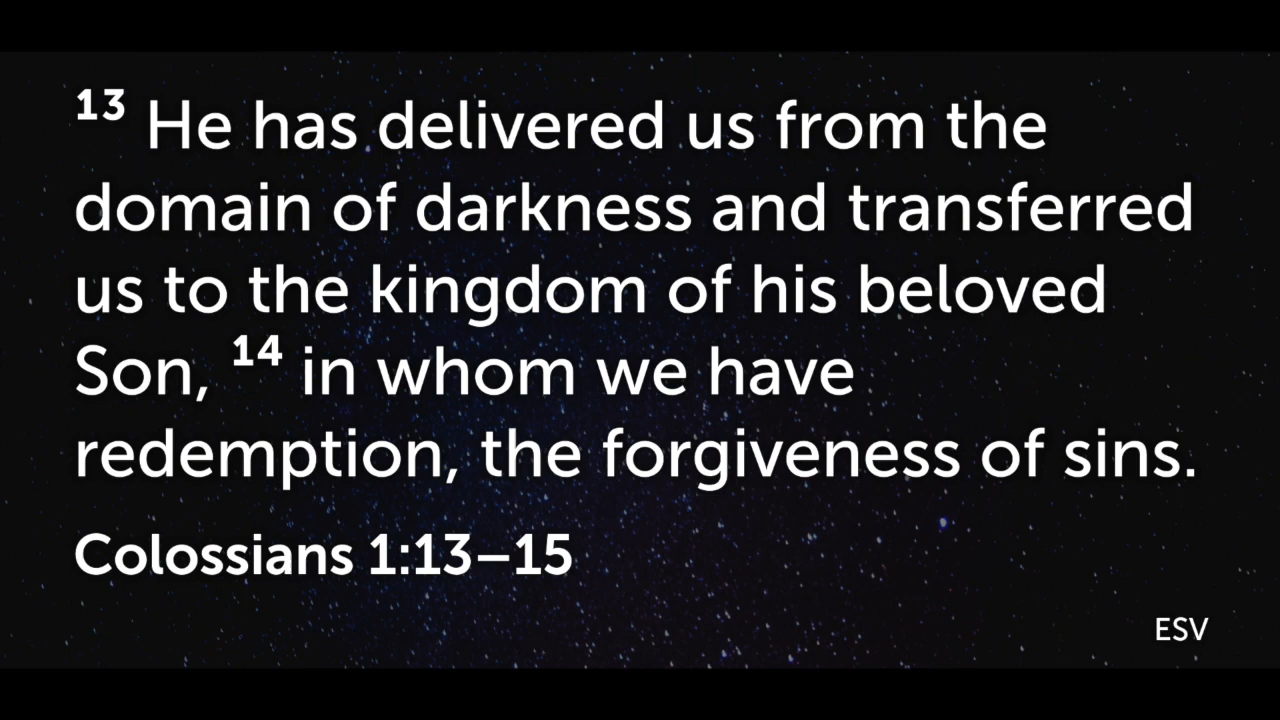 13 He has delivered us from the
domain of darkness and transferred
us to the kingdom of his beloved
Son, 14 in whom we have
redemption, the forgiveness of sins.
Colossians 1:13–15
ESV